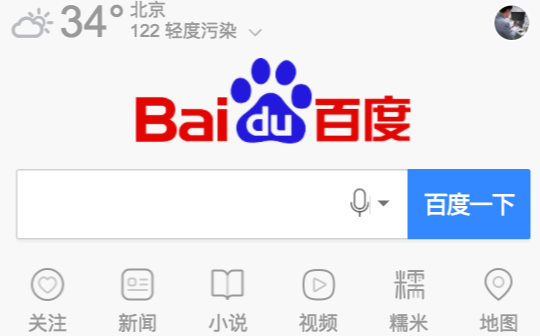 34°
北京
122 轻度污染
Bai du 百度
百度一下
关注 新闻 小说 视频 糯米 地图
糯